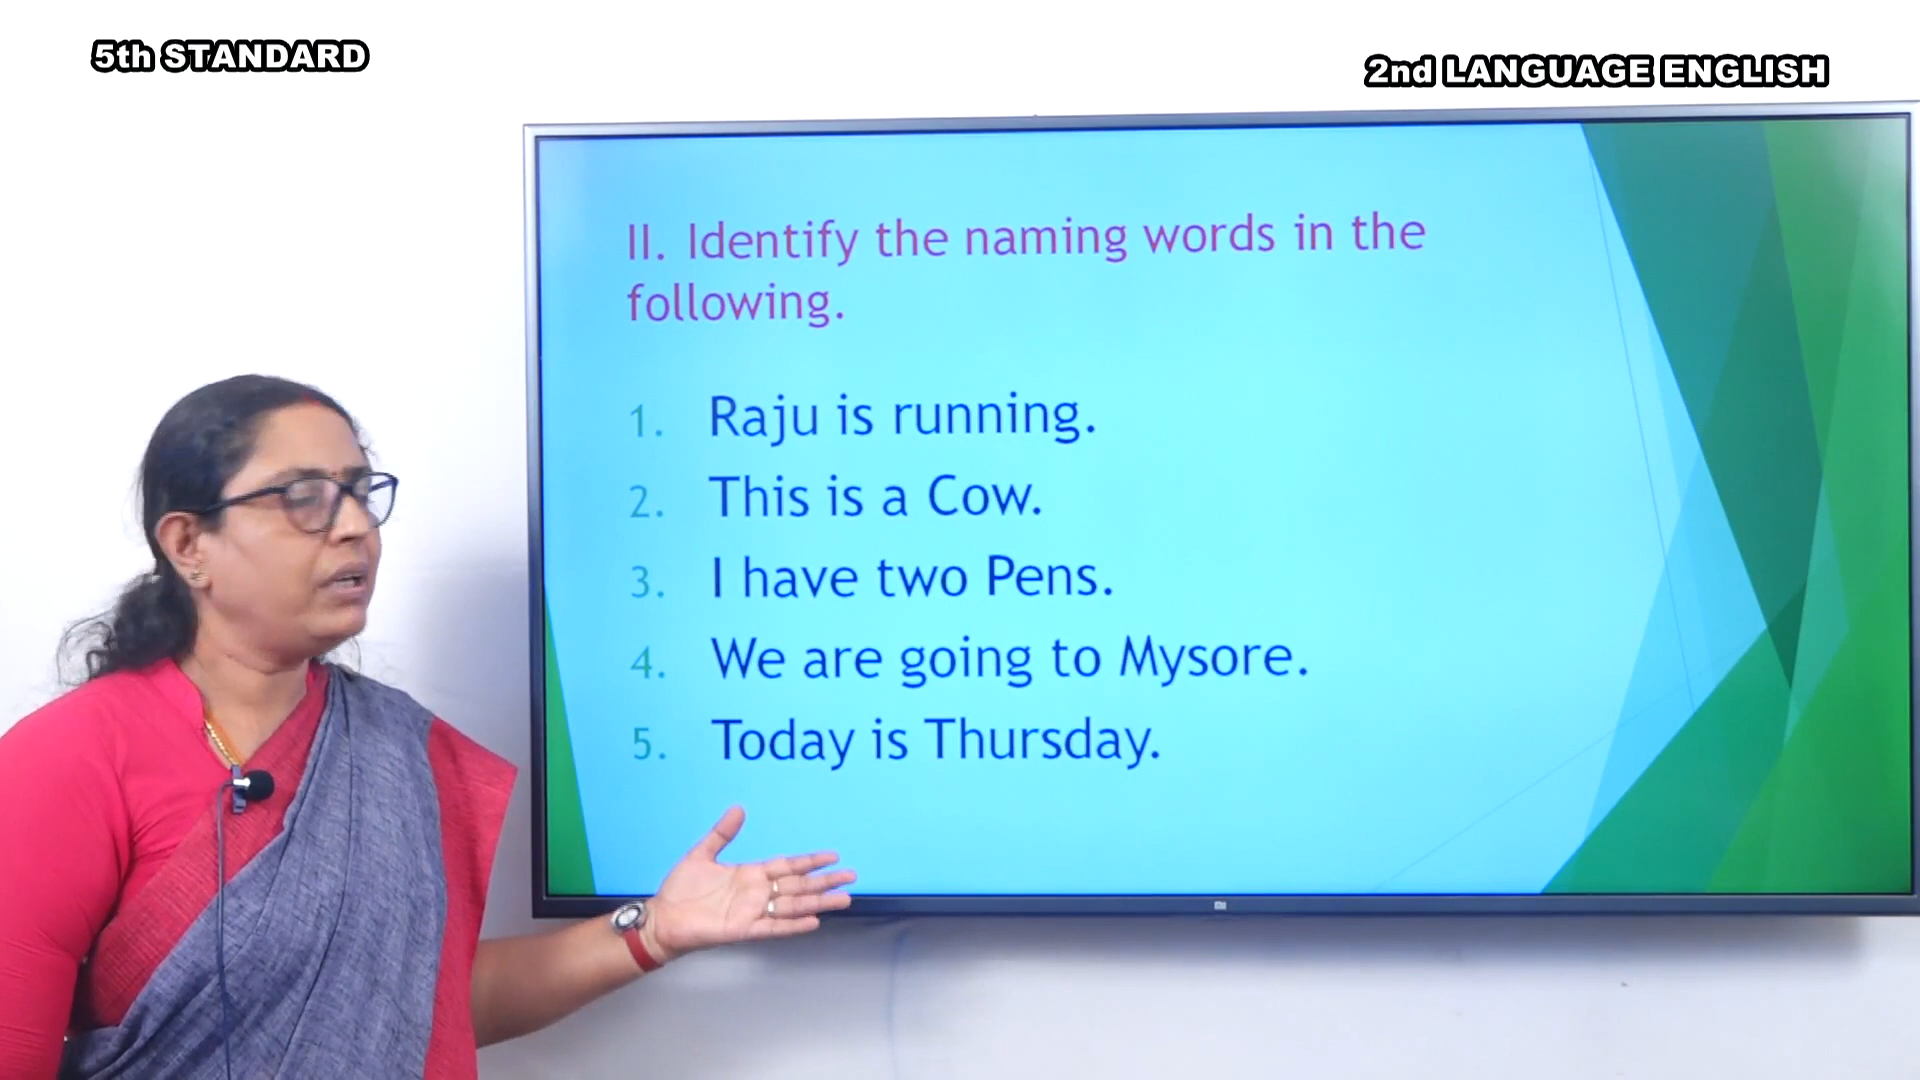 5th STANDARD
2nd LANGUAGE ENGLISH
II. Identify the naming words in the
following.
1. Raju is running.
2. This is a Cow.
3. I have two Pens.
4. We are going to Mysore.
5. Today is Thursday.